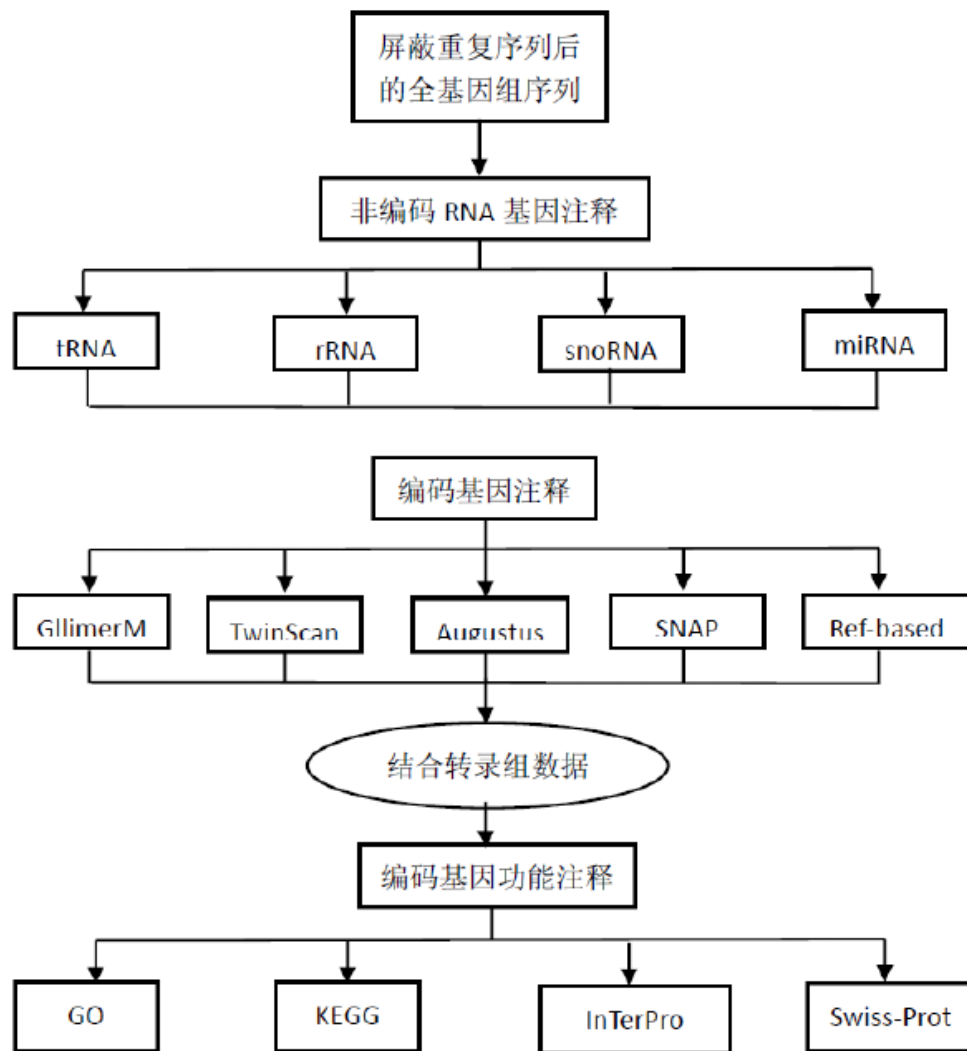 屏蔽重复序列后
的全基因组序列
非编码 RNA 基因注释
tRNA
rRNA
snoRNA
miRNA
编码基因注释
GllimerM
TwinScan
Augustus
SNAP
Ref-based
结合转录组数据
编码基因功能注释
GO
KEGG
InTerPro
Swiss-Prot